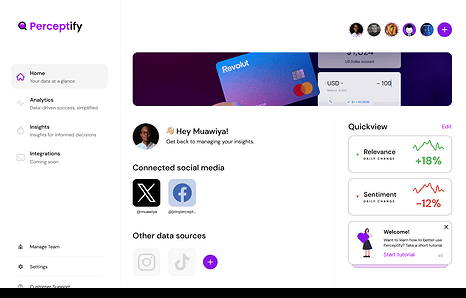 Perceptify
Home
Your data at a glance
Analytics
Data-driven success, simplified
Insights
Insights for informed decisions
Integrations
Coming soon
Manage Team
Settings
Customer Support
Revolut
$1,024
US Dollar account
USD
- 100
👋🏼 Hey Muawiya!
Get back to managing your insights.
Connected social media
@muawiya
@jompercept...
Other data sources
Quickview
Edit
Relevance
DAILY CHANGE
+18%
Sentiment
DAILY CHANGE
-12%
Welcome!
Want to learn how to better use
Perceptify? Take a short tutorial.
Start tutorial
1/2